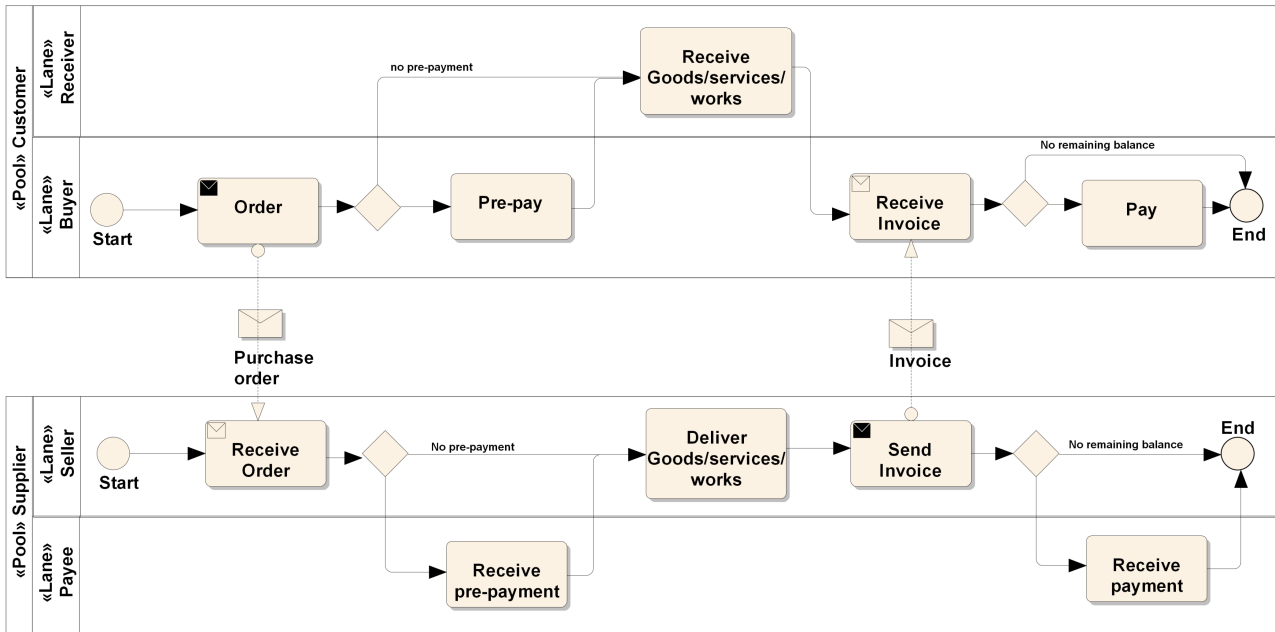 «Pool» Customer
«Lane»
Receiver
no pre-payment
Receive
Goods/services/
works
«Lane»
Buyer
Start
Order
Pre-pay
Receive
Invoice
No remaining balance
Pay
End
Purchase
order
Invoice
«Pool» Supplier
«Lane»
Seller
Start
Receive
Order
No pre-payment
Deliver
Goods/services/
works
Send
Invoice
No remaining balance
End
«Lane»
Payee
Receive
pre-payment
Receive
payment